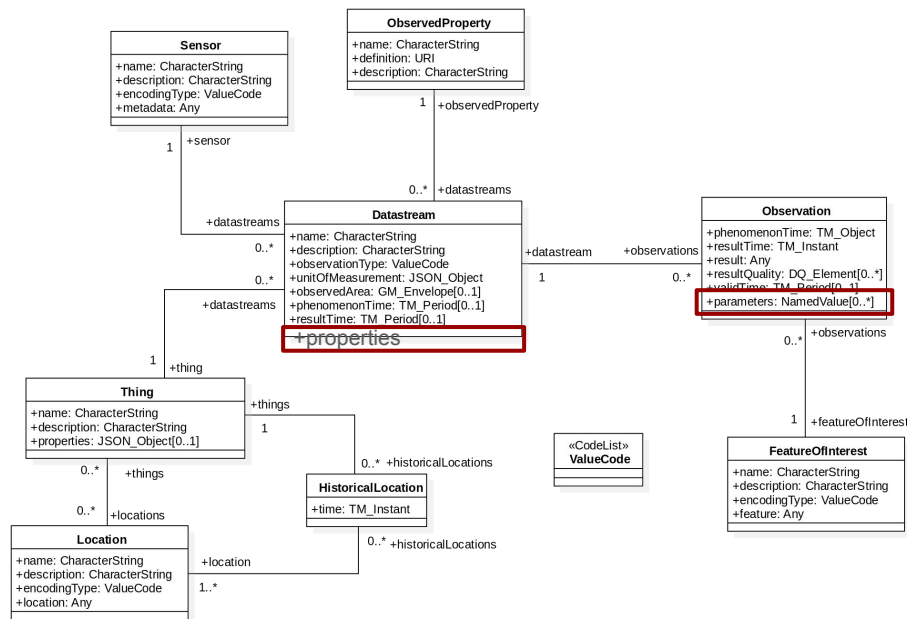 ObservedProperty
+name: CharacterString
+definition: URI
+description: CharacterString
Sensor
+name: CharacterString
+description: CharacterString
+encodingType: ValueCode
+metadata: Any
1
+observedProperty
1
+sensor
0..*
+datastreams
+datastreams
0..*
Datastream
+name: CharacterString
+description: CharacterString
+observationType: ValueCode
+unitOfMeasurement: JSON_Object
+observedArea: GM_Envelope[0..1]
+phenomenonTime: TM_Period[0..1]
+resultTime: TM_Period[0..1]
+properties
+datastream
1
+observations
0..*
Observation
+phenomenonTime: TM_Object
+resultTime: TM_Instant
+result: Any
+resultQuality: DQ_Element[0..*]
+validTime: TM_Period[0..1]
+parameters: NamedValue[0..*]
0..*
+datastreams
1
+thing
0..*
+observations
1
+featureOfInterest
Thing
+name: CharacterString
+description: CharacterString
+properties: JSON_Object[0..1]
+things
1
0..* +historicalLocations
«CodeList»
ValueCode
FeatureOfInterest
+name: CharacterString
+description: CharacterString
+encodingType: ValueCode
+feature: Any
0..*
+things
0..*
+locations
HistoricalLocation
+time: TM_Instant
0..* +historicalLocations
+location
1..*
Location
+name: CharacterString
+description: CharacterString
+encodingType: ValueCode
+location: Any